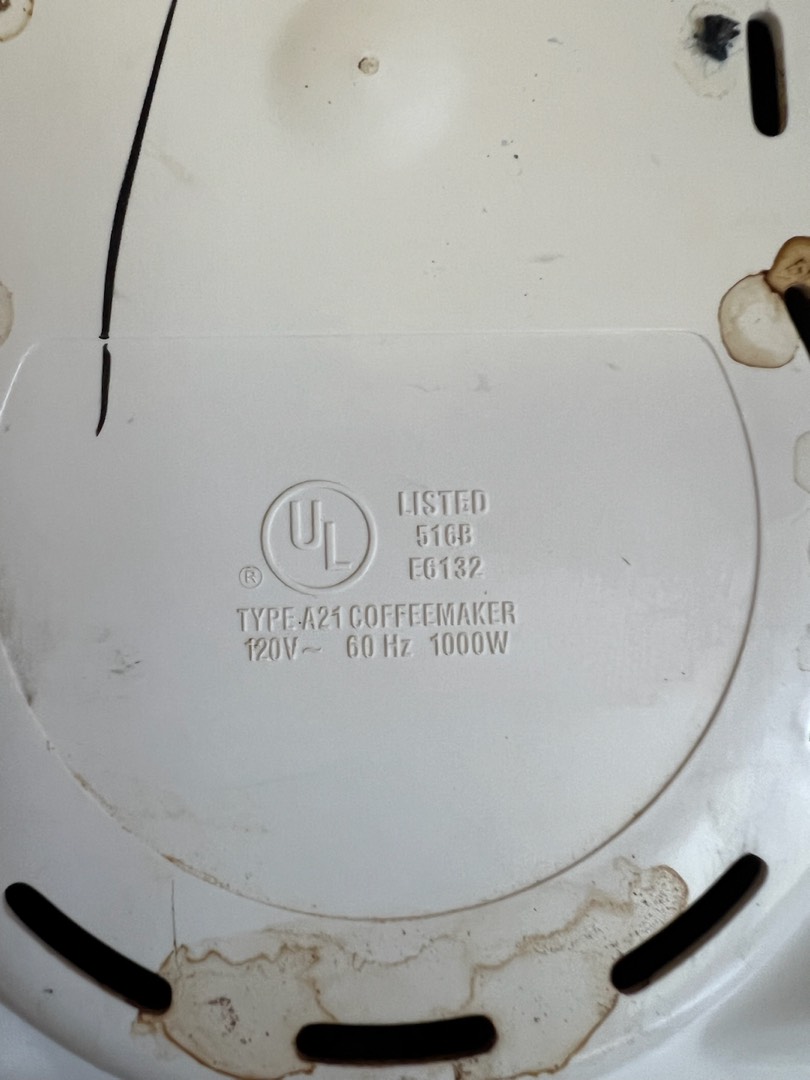 UL
LISTED
516B
E6132
®
TYPE A21 COFFEEMAKER
120V~ 60 Hz 1000W